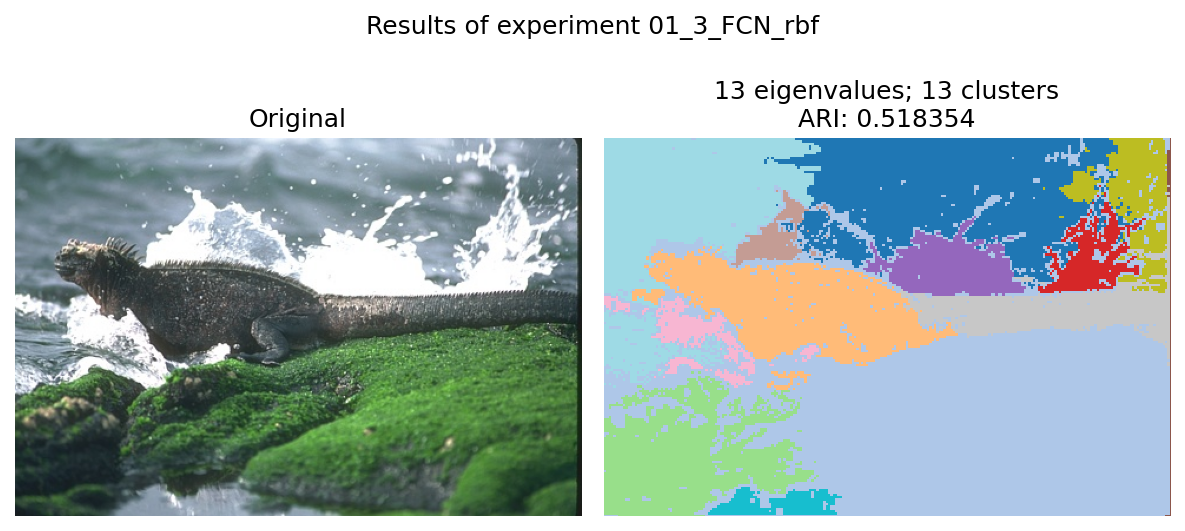 Results of experiment 01_3_FCN_rbf
Original
13 eigenvalues; 13 clusters
ARI: 0.518354